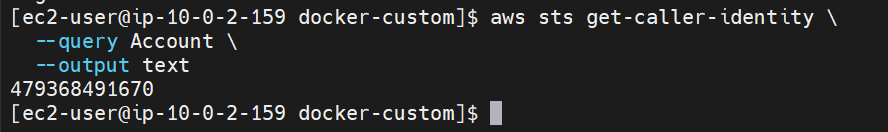 [ec2-user@ip-10-0-2-159 docker-custom]$ aws sts get-caller-identity \
  --query Account \
  --output text
479368491670
[ec2-user@ip-10-0-2-159 docker-custom]$